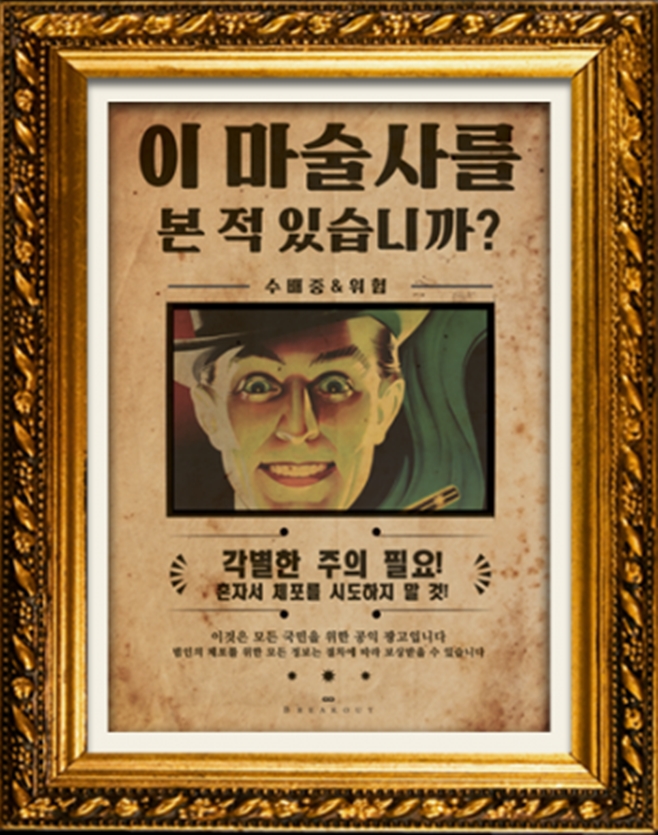 이 마술사를
본 적 있습니까?
수배중&위험
각별한 주의 필요!
혼자서 체포를 시도하지 말 것!
이것은 모든 국민을 위한 공익 광고입니다
범인의 체포를 위한 모든 정보는 절차에 따라 보상받을 수 있습니다
BREAKOUT